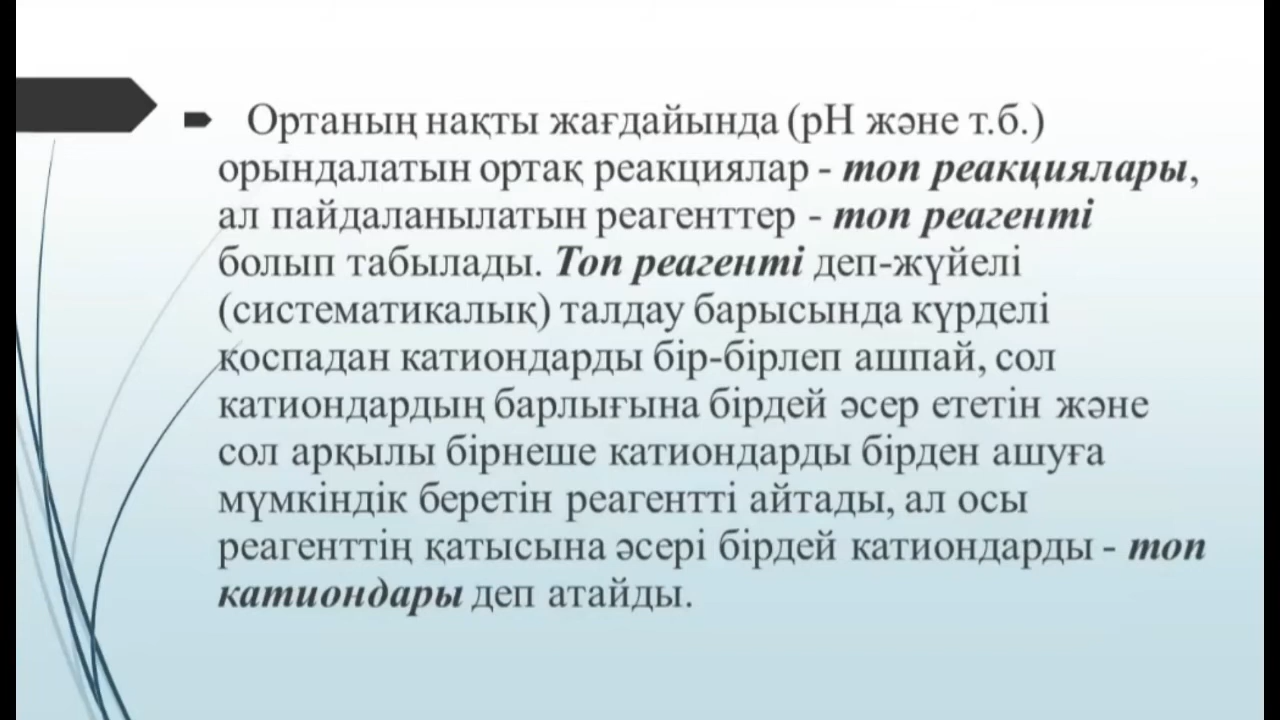 Ортаның нақты жағдайында (рН және т.б.)
орындалатын ортақ реакциялар - топ реакциялары,
ал пайдаланылатын реагенттер - топ реагенті
болып табылады. Топ реагенті деп-жүйелі
(систематикалық) талдау барысында күрделі
қоспадан катиондарды бір-бірлеп ашпай, сол
катиондардың барлығына бірдей әсер ететін және
сол арқылы бірнеше катиондарды бірден ашуға
мүмкіндік беретін реагентті айтады, ал осы
реагенттің қатысына әсері бірдей катиондарды - топ
катиондары деп атайды.